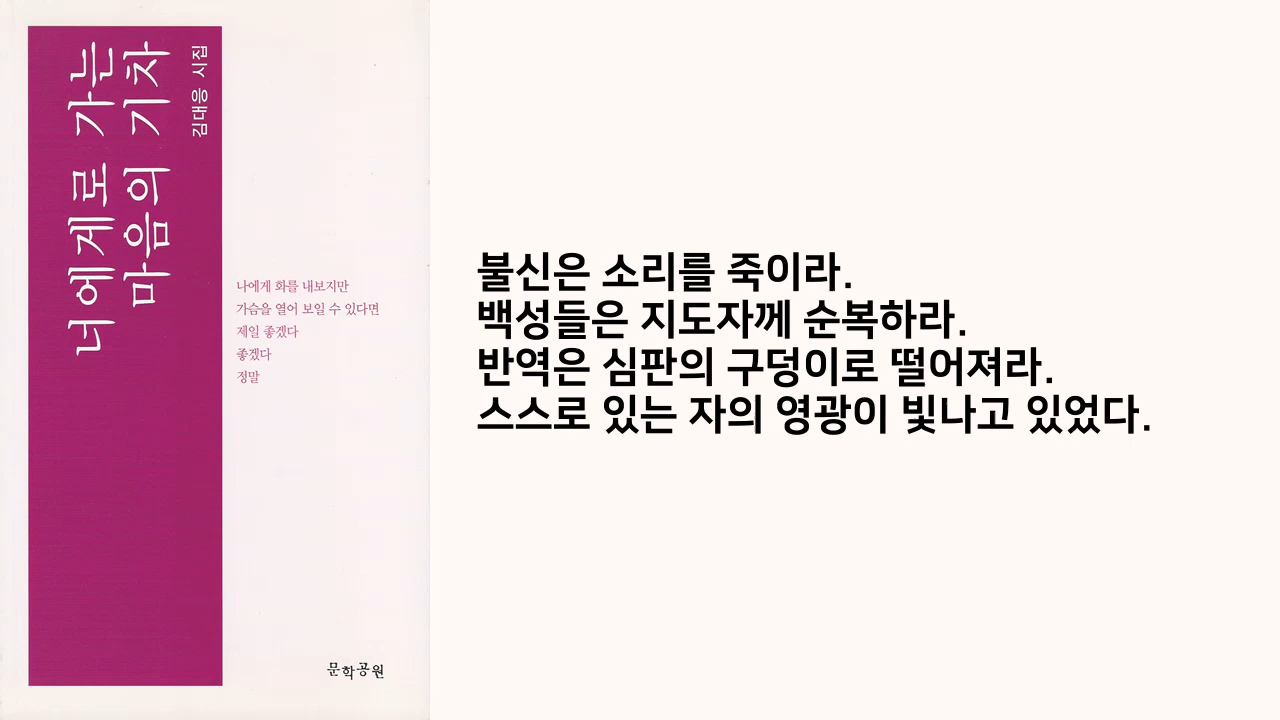 너에게로 가는
마음의 기차
김대응 시집
나에게 화를 내보지만
가슴을 열어 보일 수 있다면
제일 좋겠다
좋겠다
정말
문학공원
불신은 소리를 죽이라.
백성들은 지도자께 순복하라.
반역은 심판의 구덩이로 떨어져라.
스스로 있는 자의 영광이 빛나고 있었다.